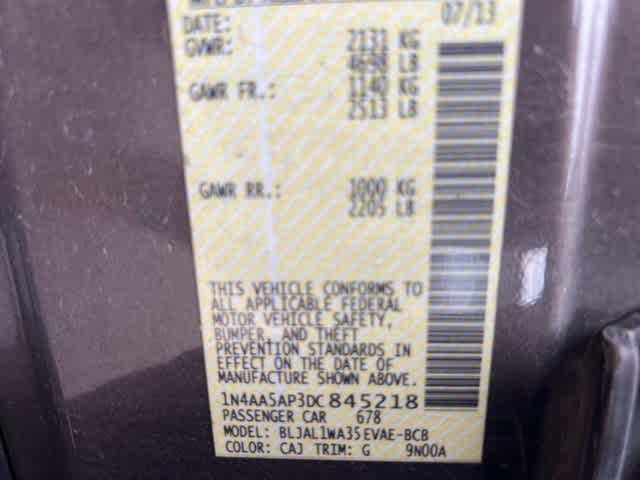 07/13
DATE:
GVWR: 2131 KG
4698 LB
GAWR FR.: 1140 KG
2513 LB
GAWR RR.: 1000 KG
2205 LB
THIS VEHICLE CONFORMS TO
ALL APPLICABLE FEDERAL
MOTOR VEHICLE SAFETY,
BUMPER, AND THEFT
PREVENTION STANDARDS IN
EFFECT ON THE DATE OF
MANUFACTURE SHOWN ABOVE.
1N4AA5AP3DC845218
PASSENGER CAR 678
MODEL: BLJAL1WA35EVAE-BCB
COLOR: CAJ TRIM: G 9N00A